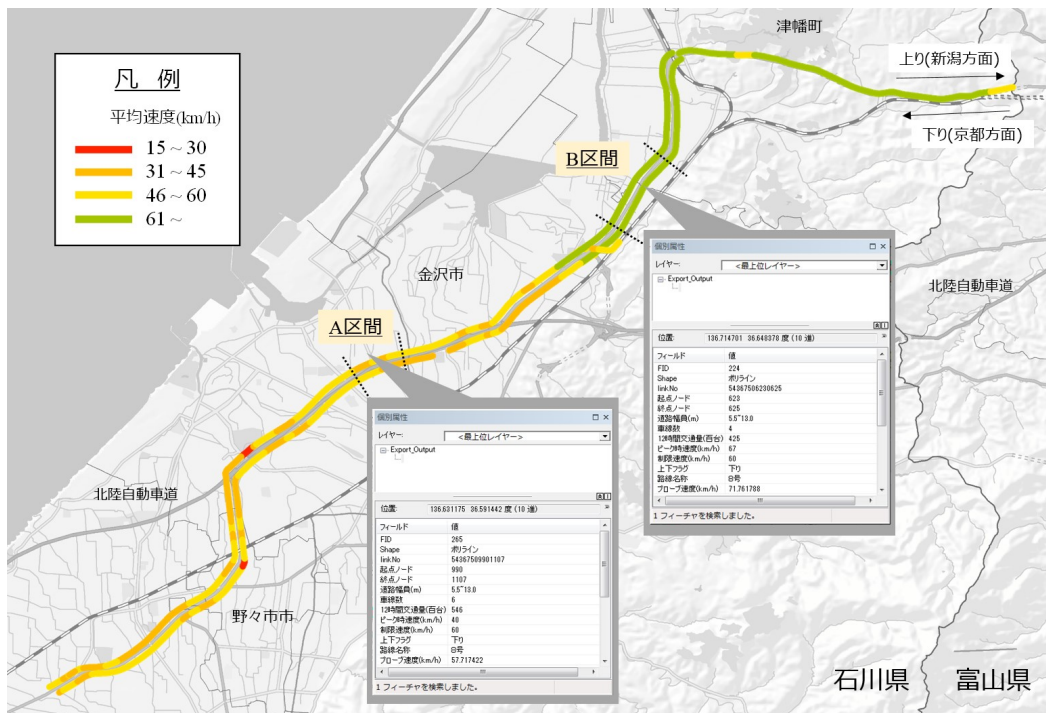 津幡町
上り(新潟方面)
下り(京都方面)
凡 例
平均速度(km/h)
15 ~ 30
31 ~ 45
46 ~ 60
61 ~
B区間
金沢市
A区間
北陸自動車道
北陸自動車道
野々市市
石川県
富山県
個別属性
レイヤー:
<最上位レイヤー>
Export_Output
位置: 136.714701 36.648378 度 (10 進)
フィールド 値
FID 224
Shape ポリライン
linkNo 54367506230625
起点ノード 623
終点ノード 625
道路幅員(m) 5.5~13.0
車線数 4
12時間交通量(百台) 425
ピーク時速度(km/h) 67
制限速度(km/h) 60
上下フラグ 下り
路線名称 8号
プローブ速度(km/h) 71.761788
1 フィーチャを検索しました。
個別属性
レイヤー:
<最上位レイヤー>
Export_Output
位置: 136.631175 36.591442 度 (10 進)
フィールド 値
FID 265
Shape ポリライン
linkNo 54367509901107
起点ノード 990
終点ノード 1107
道路幅員(m) 5.5~13.0
車線数 6
12時間交通量(百台) 546
ピーク時速度(km/h) 40
制限速度(km/h) 60
上下フラグ 下り
路線名称 8号
プローブ速度(km/h) 57.717422
1 フィーチャを検索しました。